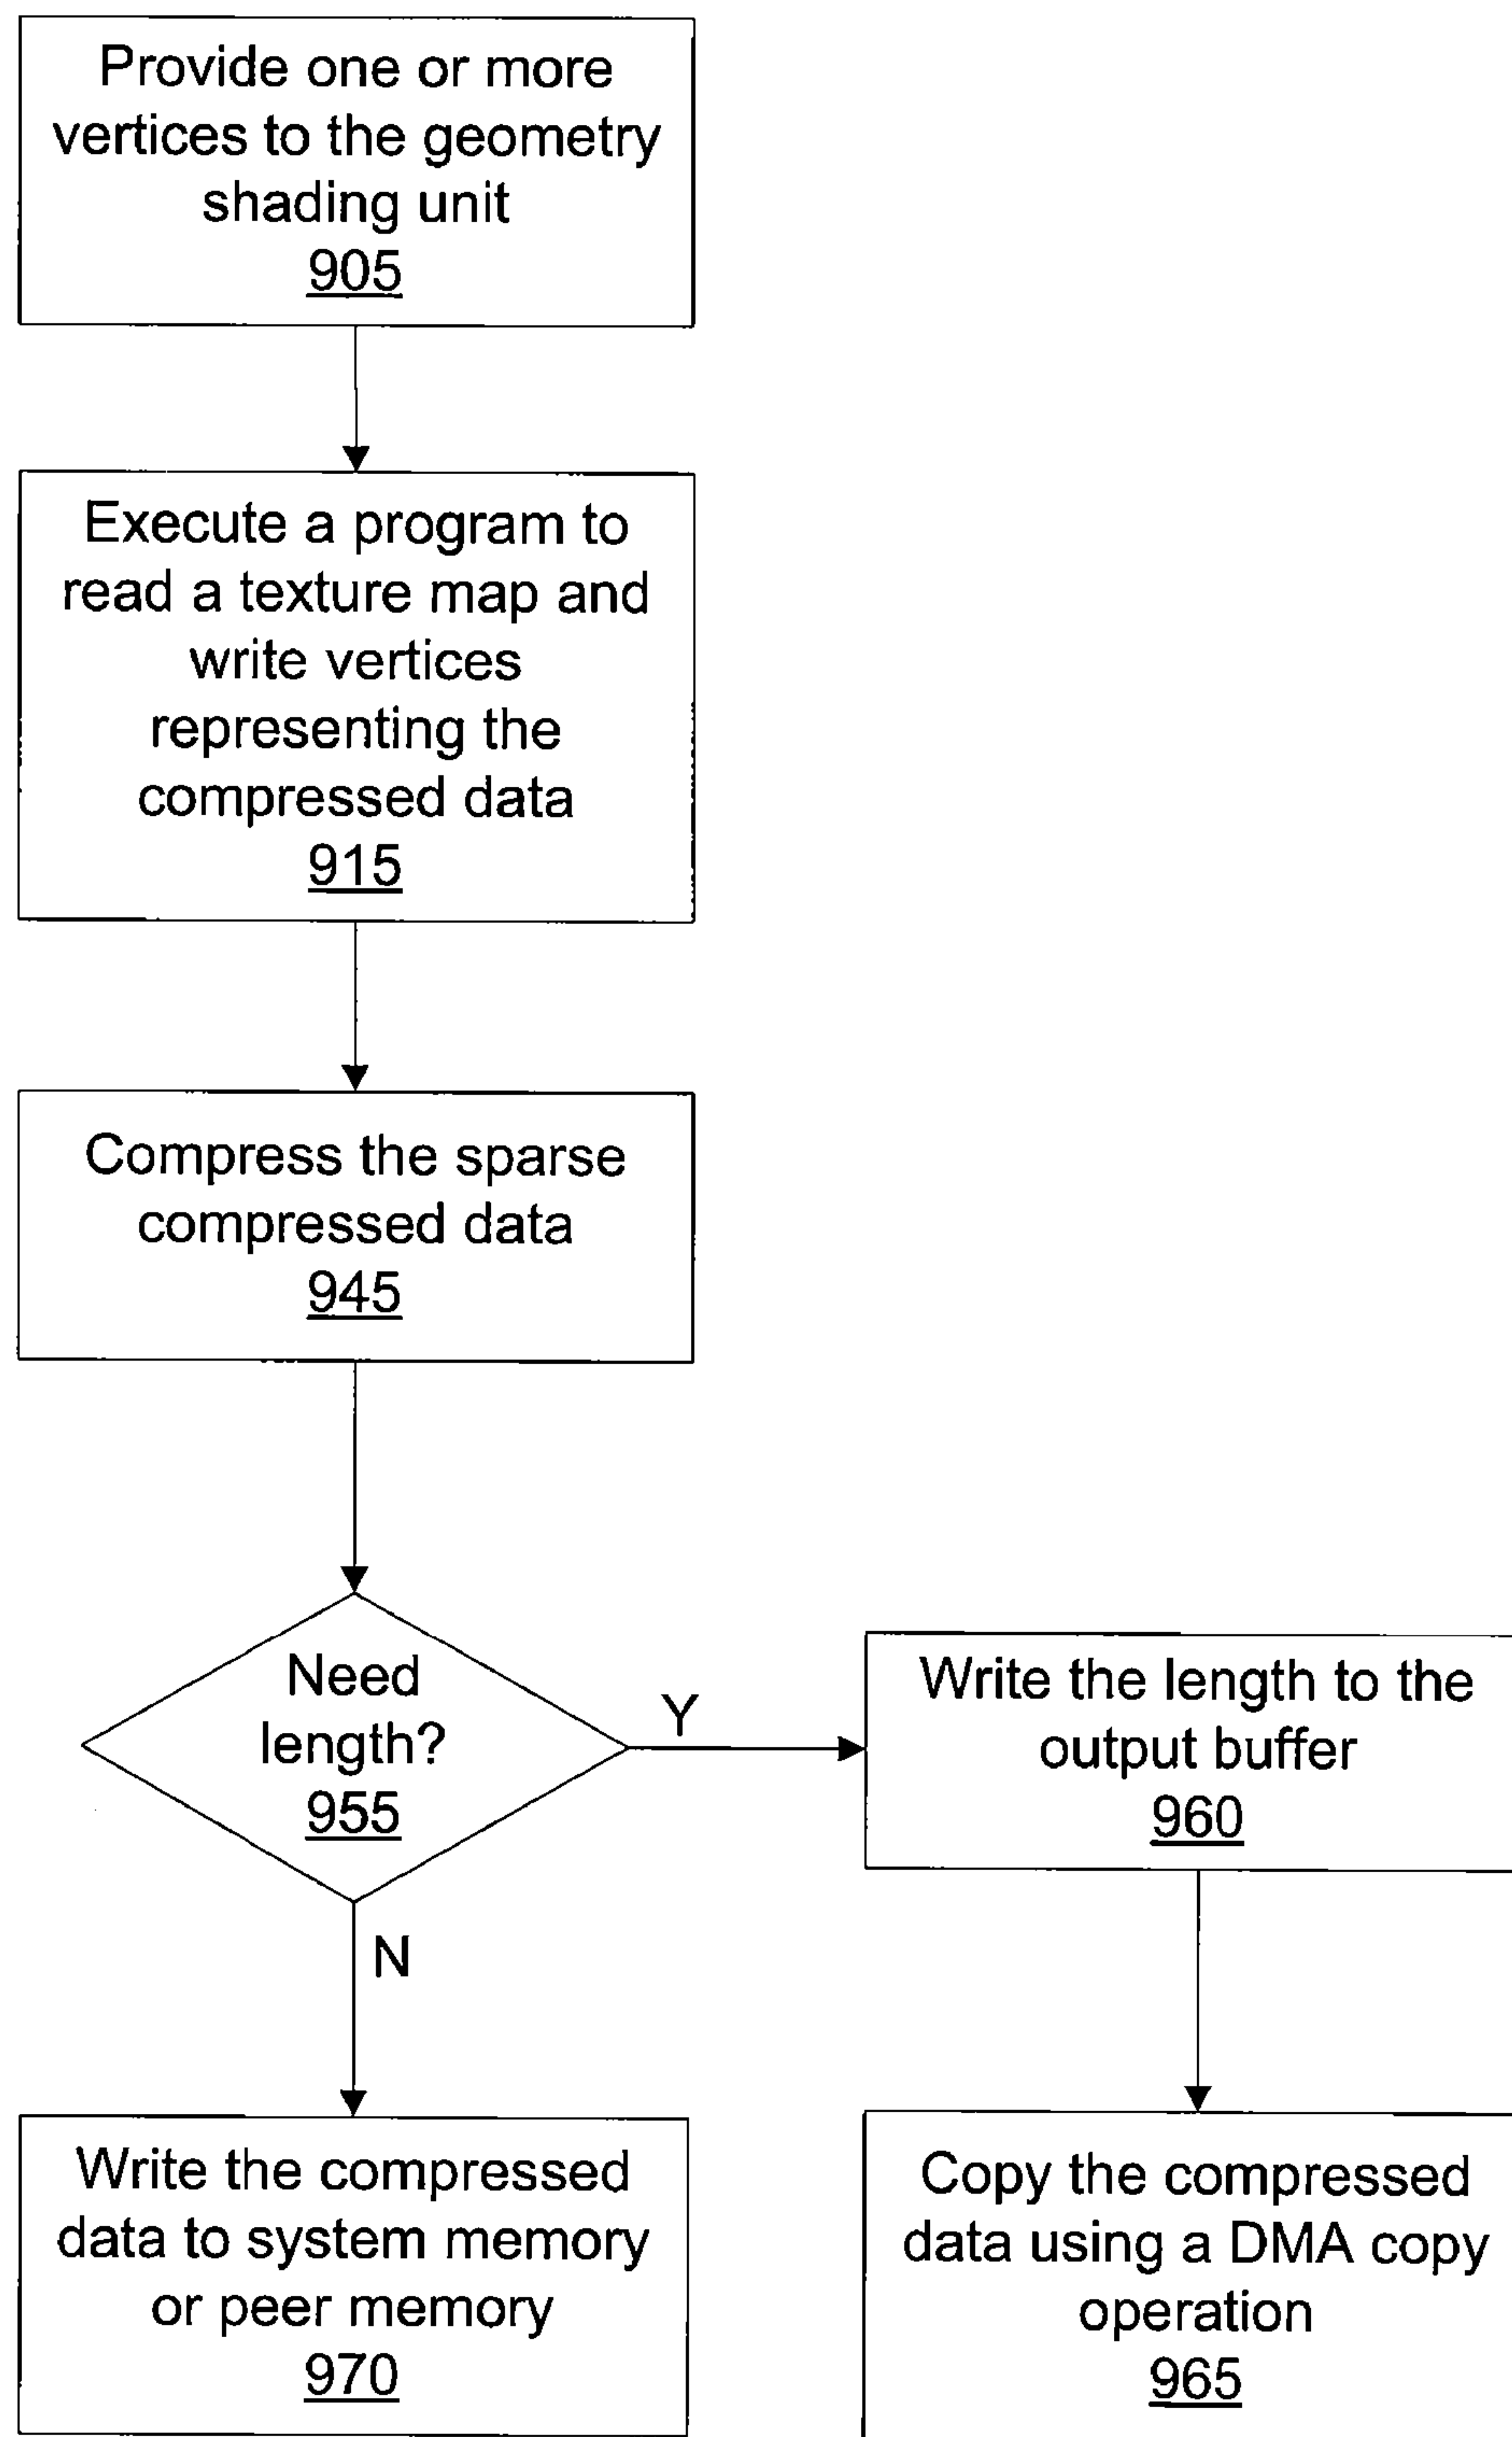 Provide one or more
vertices to the geometry
shading unit
905
Execute a program to
read a texture map and
write vertices
representing the
compressed data
915
Compress the sparse
compressed data
945
Need
length?
955
Y
N
Write the length to the
output buffer
960
Write the compressed
data to system memory
or peer memory
970
Copy the compressed
data using a DMA copy
operation
965